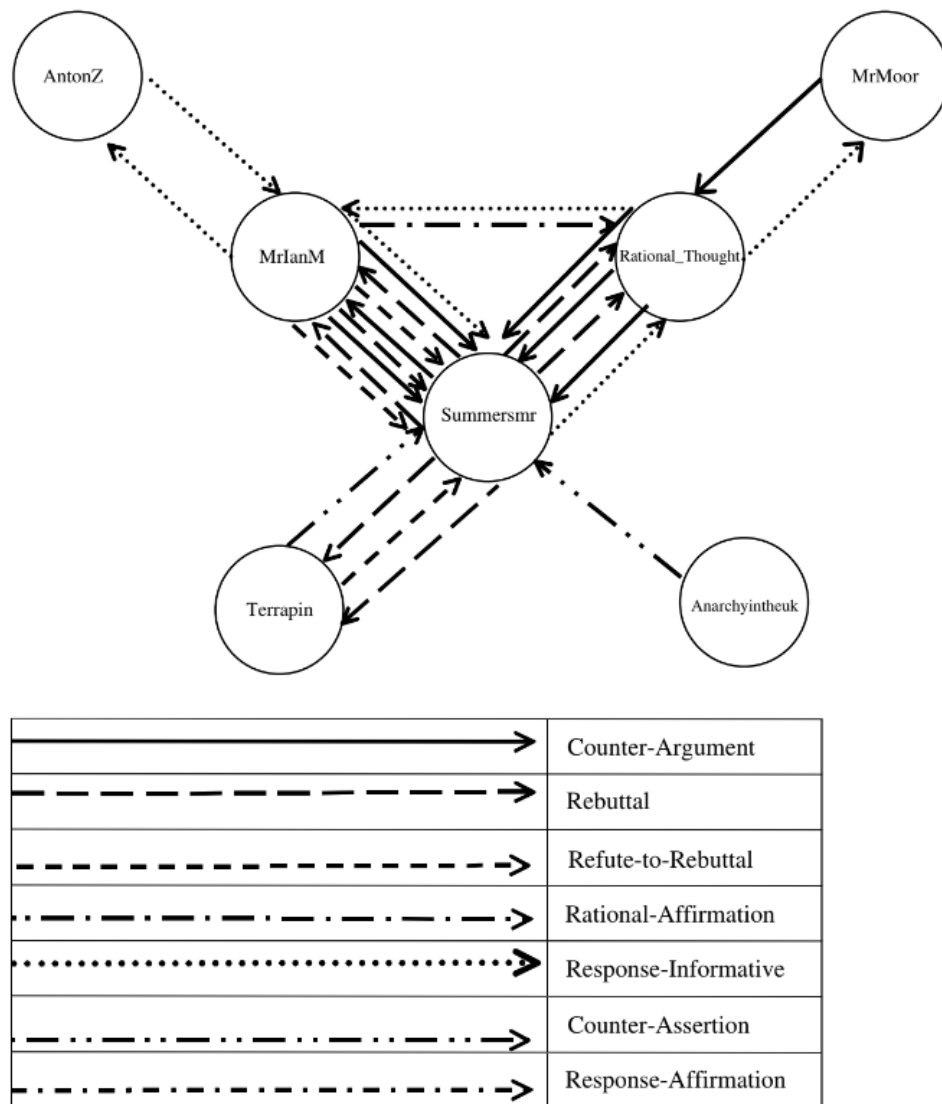 AntonZ
MrMoor
MrIanM
Rational_Thought
Summersmr
Terrapin
Anarchyintheuk
Counter-Argument
Rebuttal
Refute-to-Rebuttal
Rational-Affirmation
Response-Informative
Counter-Assertion
Response-Affirmation